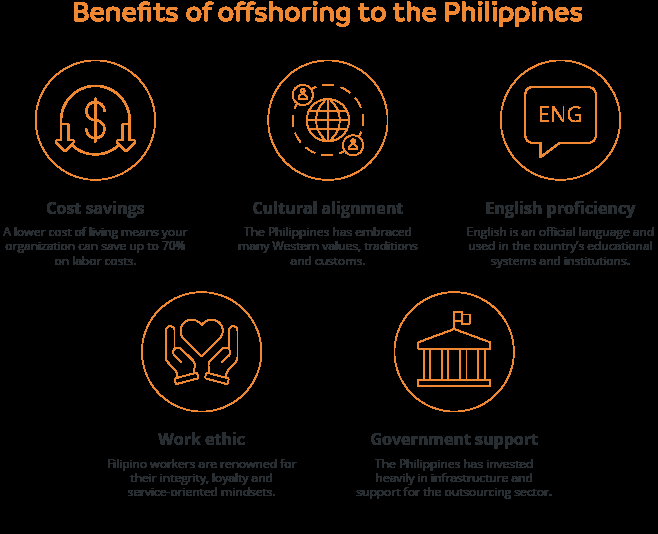 Benefits of offshoring to the Philippines
ENG
Cost savings
A lower cost of living means your
organization can save up to 70%
on labor costs.
Cultural alignment
The Philippines has embraced
many Western values, traditions
and customs.
English proficiency
English is an official language and
used in the country's educational
systems and institutions.
Work ethic
Filipino workers are renowned for
their integrity, loyalty and
service-oriented mindsets.
Government support
The Philippines has invested
heavily in infrastructure and
support for the outsourcing sector.